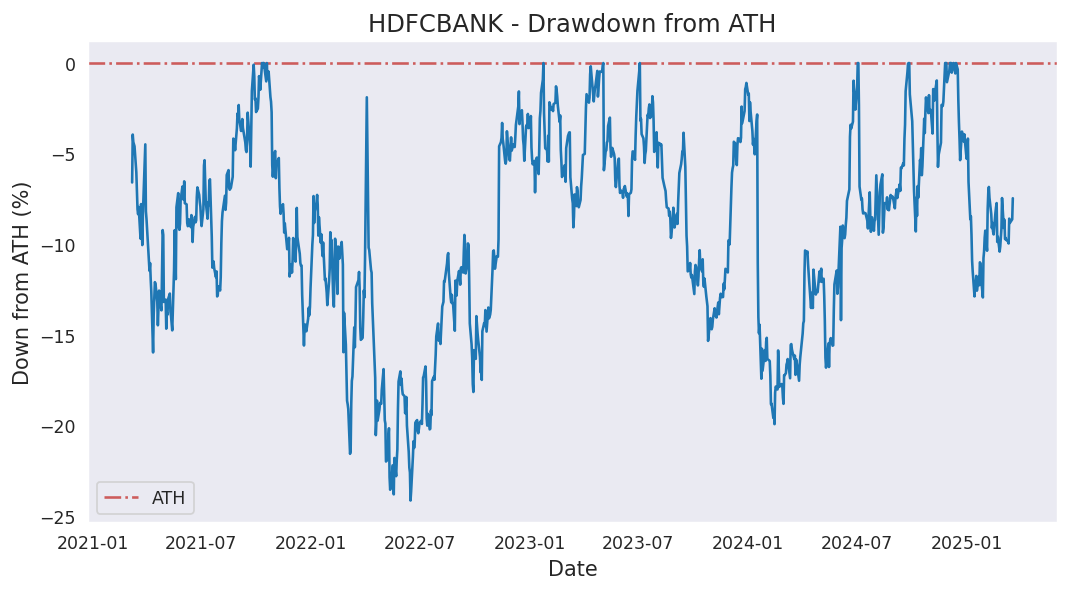 HDFCBANK - Drawdown from ATH
Down from ATH (%)
0
−5
−10
−15
−20
−25
ATH
2021-01 2021-07 2022-01 2022-07 2023-01 2023-07 2024-01 2024-07 2025-01
Date